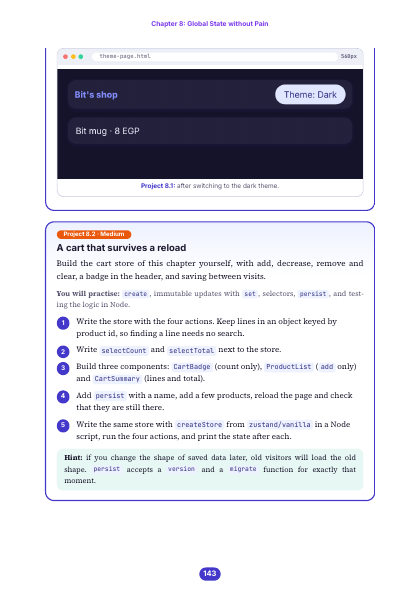 Chapter 8: Global State without Pain
theme-page.html
560px
Bit's shop
Theme: Dark
Bit mug · 8 EGP
Project 8.1: after switching to the dark theme.
Project 8.2 · Medium
A cart that survives a reload
Build the cart store of this chapter yourself, with add, decrease, remove and
clear, a badge in the header, and saving between visits.
You will practise: create, immutable updates with set, selectors, persist, and test-
ing the logic in Node.
1 Write the store with the four actions. Keep lines in an object keyed by
product id, so finding a line needs no search.
2 Write selectCount and selectTotal next to the store.
3 Build three components: CartBadge (count only), ProductList (add only)
and CartSummary (lines and total).
4 Add persist with a name, add a few products, reload the page and check
that they are still there.
5 Write the same store with createStore from zustand/vanilla in a Node
script, run the four actions, and print the state after each.
Hint: if you change the shape of saved data later, old visitors will load the old
shape. persist accepts a version and a migrate function for exactly that
moment.
143